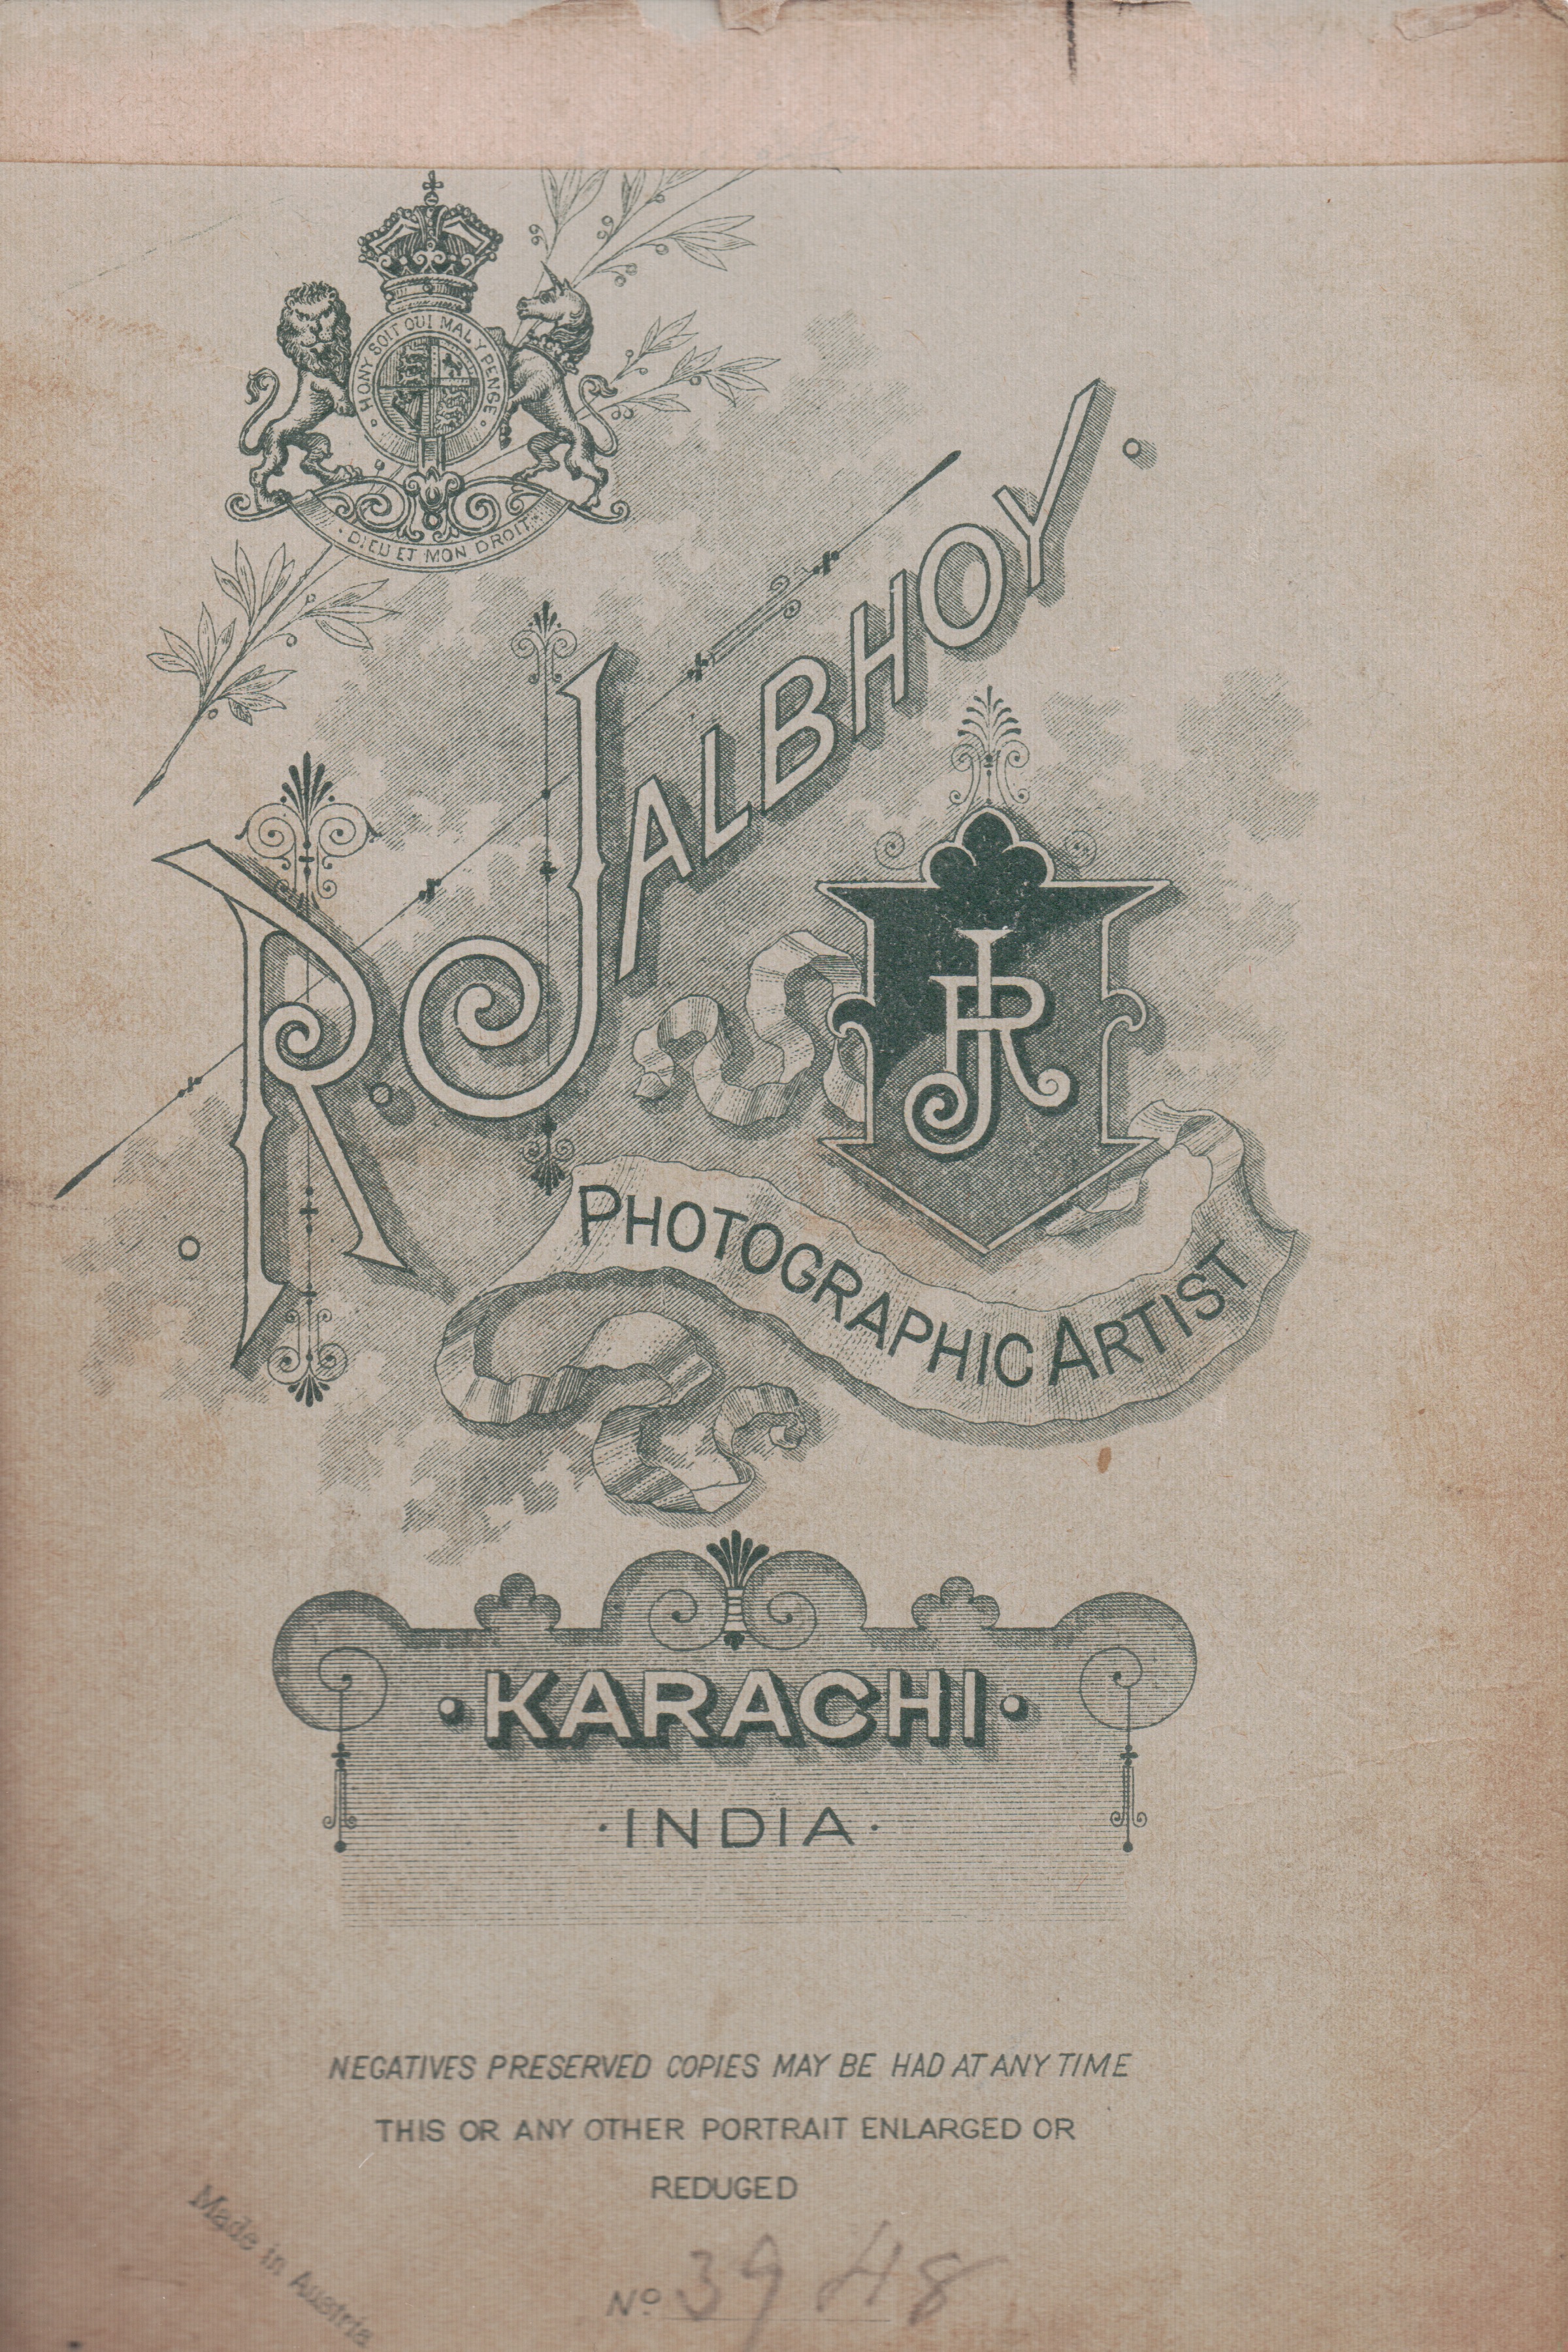 HONY SOIT QUI MAL Y PENGE
· DIEU ET MON DROIT ·
R. JALBHOY.
JR
PHOTOGRAPHIC ARTIST
·KARACHI·
·INDIA·
NEGATIVES PRESERVED COPIES MAY BE HAD AT ANY TIME
THIS OR ANY OTHER PORTRAIT ENLARGED OR
REDUGED
Made in Austria
No. 3948